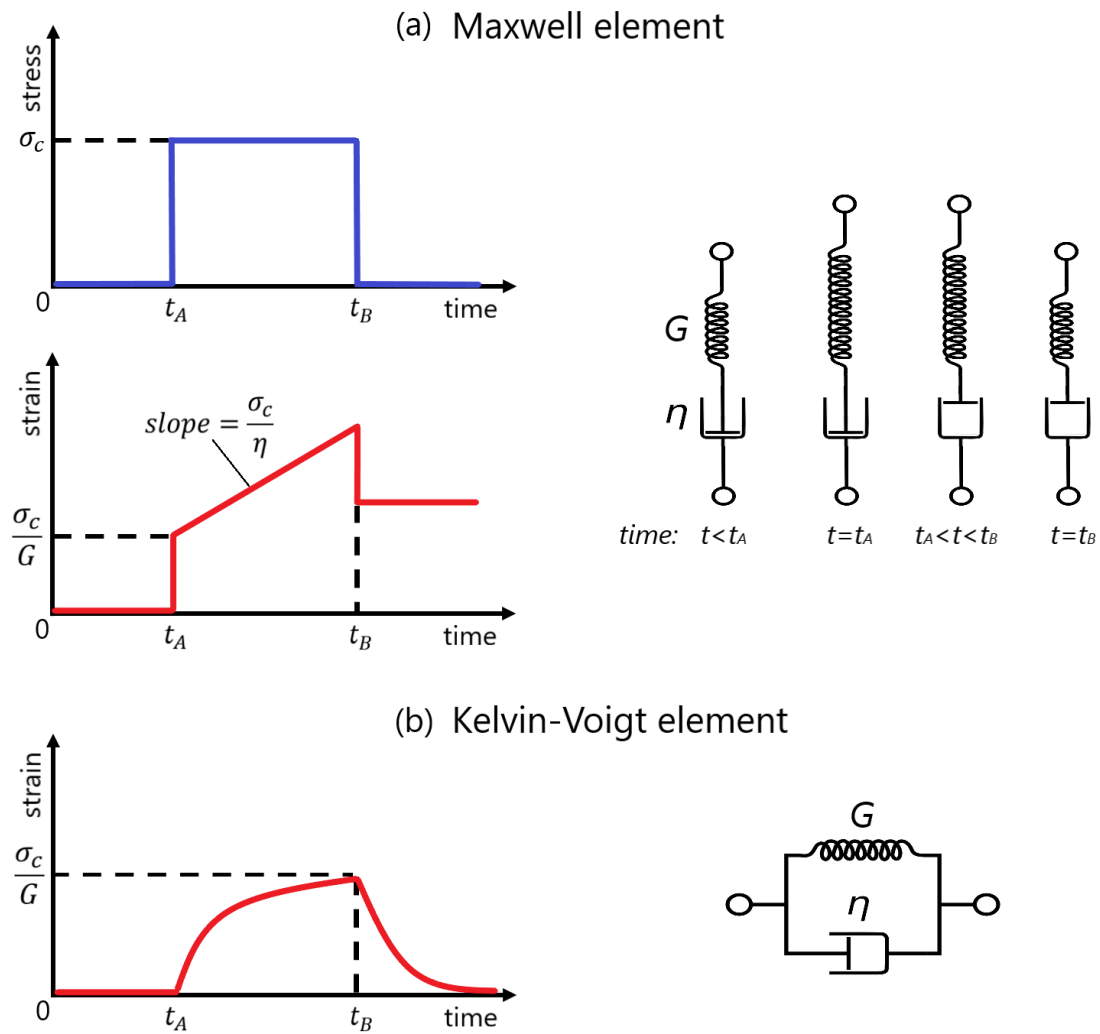 (a) Maxwell element
stress
σc
0
tA
tB
time
strain
slope = σc/η
σc/G
0
tA
tB
time
G
η
time: t<tA t=tA tA<t<tB t=tB
(b) Kelvin-Voigt element
strain
σc/G
0
tA
tB
time
G
η